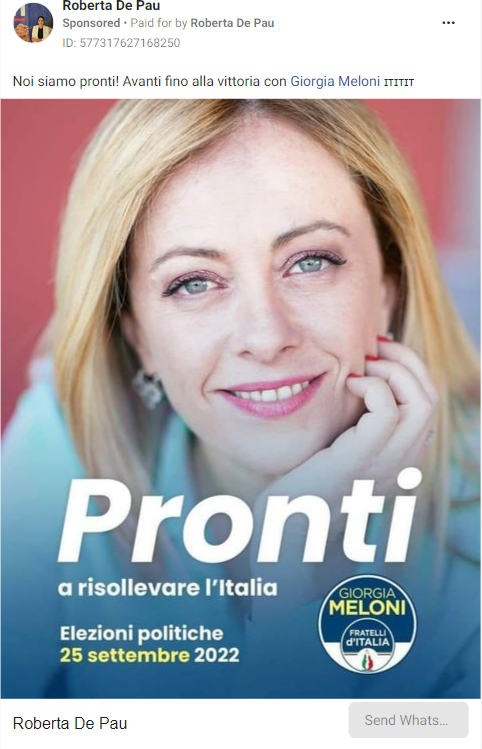 Roberta De Pau
Sponsored • Paid for by Roberta De Pau
ID: 577317627168250
Noi siamo pronti! Avanti fino alla vittoria con Giorgia Meloni ITITIT
Pronti
a risollevare l'Italia
Elezioni politiche
25 settembre 2022
GIORGIA
MELONI
FRATELLI
d'ITALIA
Roberta De Pau
Send Whats...